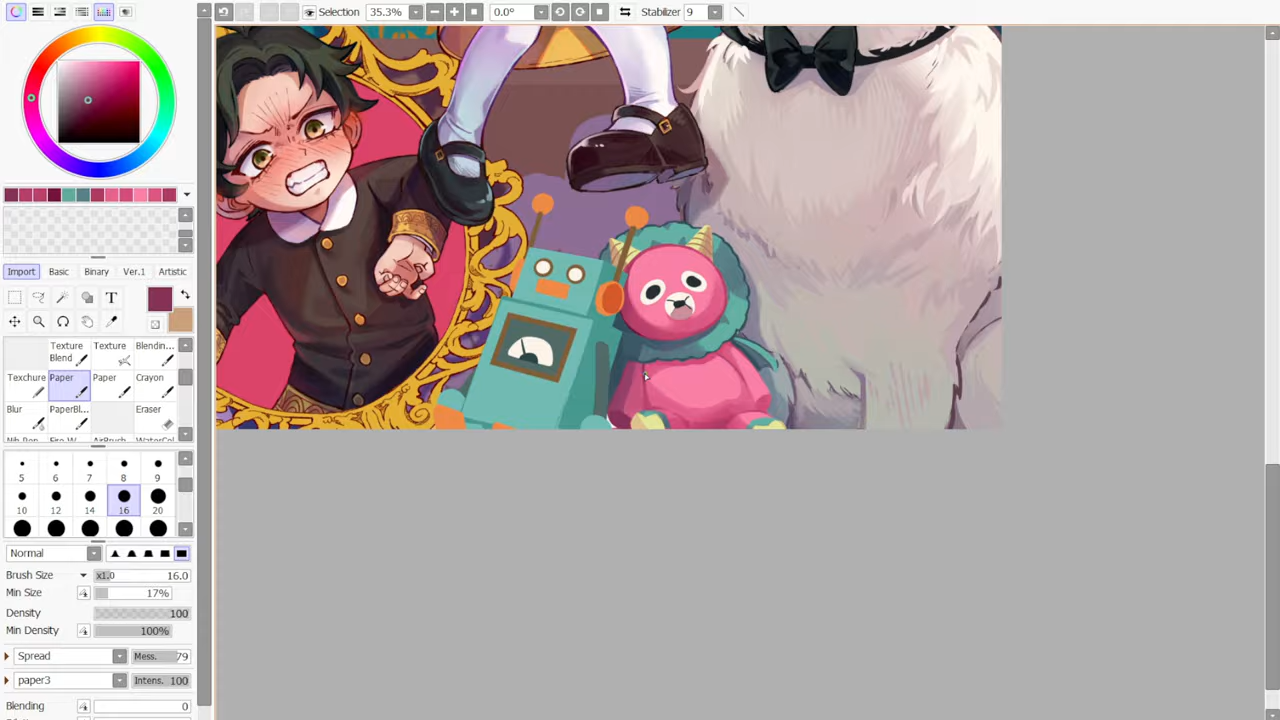 Selection 35.3% 0.0° Stabilizer 9
Import Basic Binary Ver.1 Artistic
T
Texture Blend Texture Blendin...
Texchure Paper Paper Crayon
Blur PaperBl... Eraser
5 6 7 8 9
10 12 14 16 20
Normal
Brush Size x1.0 16.0
Min Size 17%
Density 100
Min Density 100%
Spread Mess. 79
paper3 Intens. 100
Blending 0